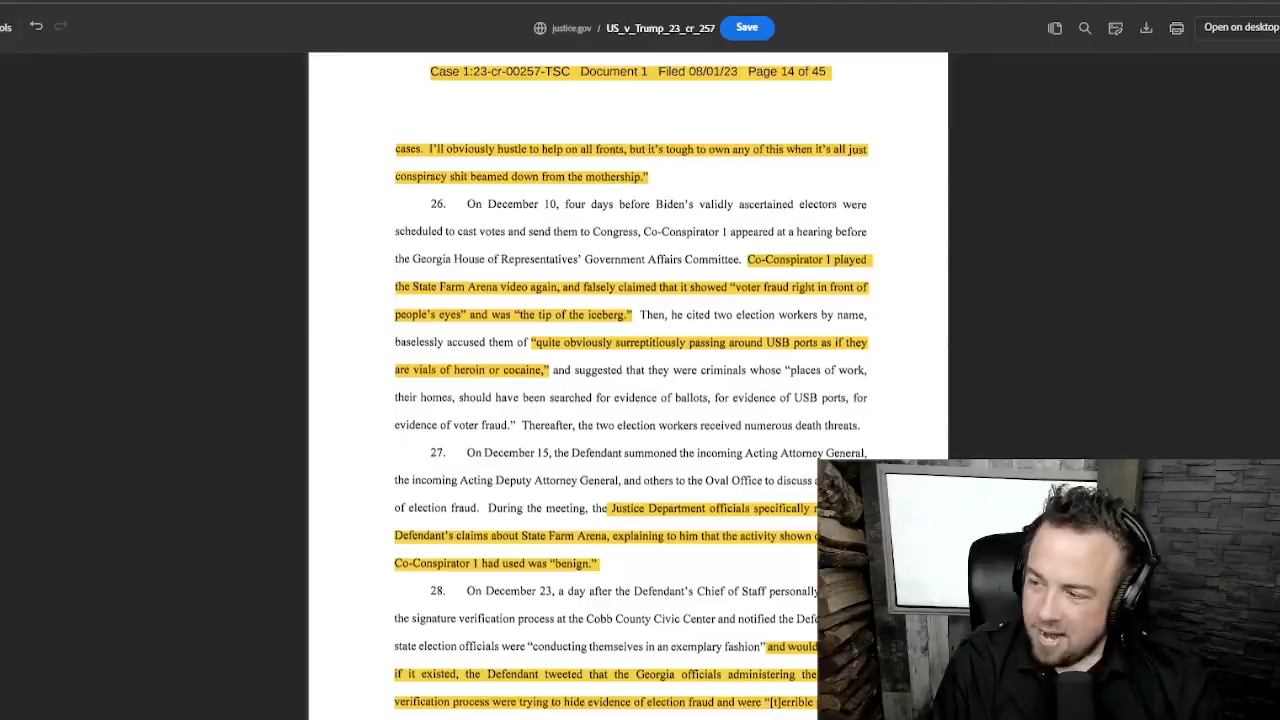 ols
justice.gov / US_v_Trump_23_cr_257
Save
Open on desktop
Case 1:23-cr-00257-TSC Document 1 Filed 08/01/23 Page 14 of 45
cases. I'll obviously hustle to help on all fronts, but it's tough to own any of this when it's all just
conspiracy shit beamed down from the mothership."
26. On December 10, four days before Biden's validly ascertained electors were
scheduled to cast votes and send them to Congress, Co-Conspirator 1 appeared at a hearing before
the Georgia House of Representatives' Government Affairs Committee. Co-Conspirator 1 played
the State Farm Arena video again, and falsely claimed that it showed "voter fraud right in front of
people's eyes" and was "the tip of the iceberg." Then, he cited two election workers by name,
baselessly accused them of "quite obviously surreptitiously passing around USB ports as if they
are vials of heroin or cocaine," and suggested that they were criminals whose "places of work,
their homes, should have been searched for evidence of ballots, for evidence of USB ports, for
evidence of voter fraud." Thereafter, the two election workers received numerous death threats.
27. On December 15, the Defendant summoned the incoming Acting Attorney General,
the incoming Acting Deputy Attorney General, and others to the Oval Office to discuss
of election fraud. During the meeting, the Justice Department officials specifically
Defendant's claims about State Farm Arena, explaining to him that the activity shown
Co-Conspirator 1 had used was "benign."
28. On December 23, a day after the Defendant's Chief of Staff personally
the signature verification process at the Cobb County Civic Center and notified the
state election officials were "conducting themselves in an exemplary fashion" and would
if it existed, the Defendant tweeted that the Georgia officials administering the
verification process were trying to hide evidence of election fraud and were "[t]errible